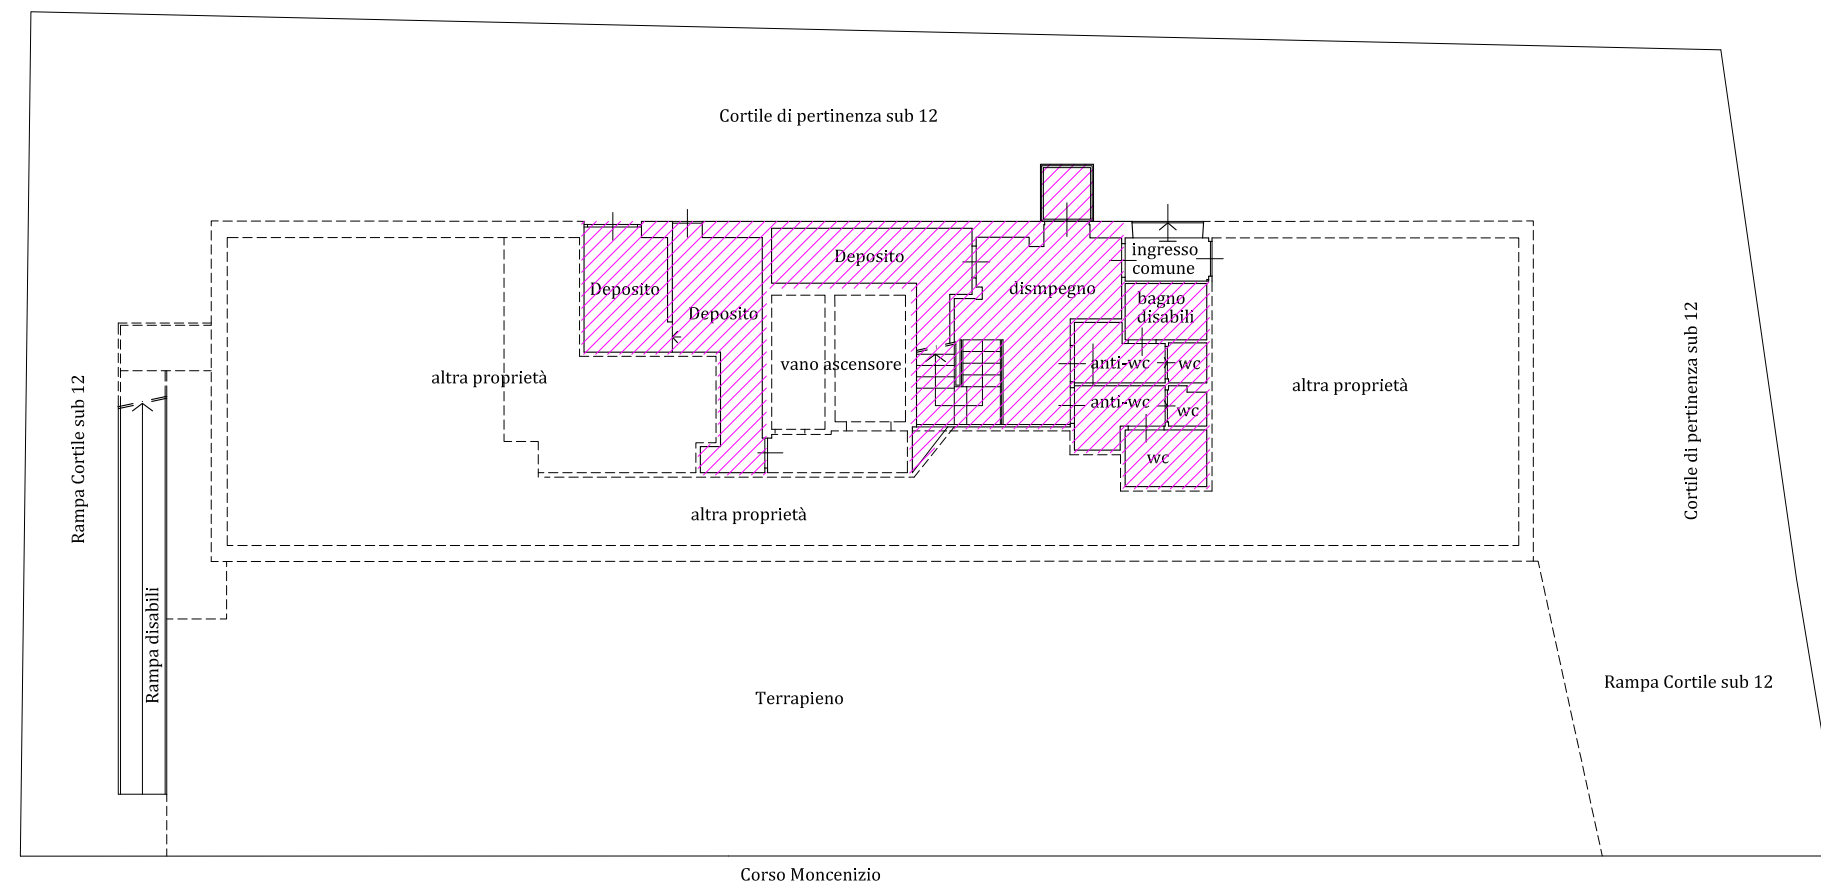 Cortile di pertinenza sub 12
ingresso
comune
Deposito
dismpegno
Deposito
bagno
disabili
Deposito
vano ascensore
anti-wc
wc
altra proprietà
altra proprietà
anti-wc
wc
wc
altra proprietà
Rampa Cortile sub 12
Cortile di pertinenza sub 12
Rampa disabili
Terrapieno
Rampa Cortile sub 12
Corso Moncenizio